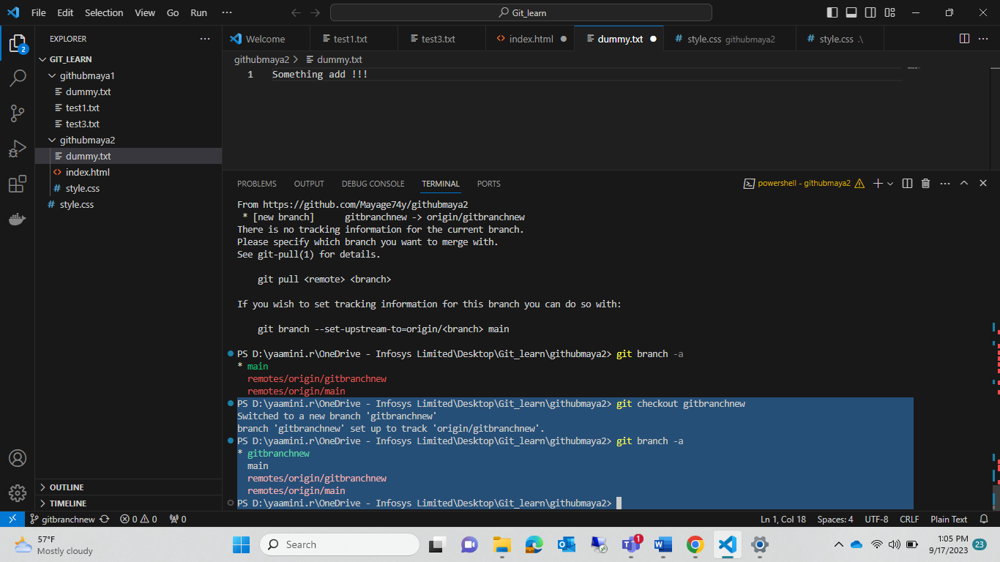 File Edit Selection View Go Run ···
Git_learn
EXPLORER ···
2
GIT_LEARN
githubmaya1
dummy.txt
test1.txt
test3.txt
githubmaya2
dummy.txt
index.html
# style.css
# style.css
OUTLINE
TIMELINE
Welcome
test1.txt
test3.txt
index.html
dummy.txt
# style.css githubmaya2
# style.css .\
githubmaya2 > dummy.txt
1 Something add !!!
PROBLEMS OUTPUT DEBUG CONSOLE TERMINAL PORTS
powershell - githubmaya2
From https://github.com/Mayage74y/githubmaya2
* [new branch] gitbranchnew -> origin/gitbranchnew
There is no tracking information for the current branch.
Please specify which branch you want to merge with.
See git-pull(1) for details.
git pull <remote> <branch>
If you wish to set tracking information for this branch you can do so with:
git branch --set-upstream-to=origin/<branch> main
PS D:\yaamini.r\OneDrive - Infosys Limited\Desktop\Git_learn\githubmaya2> git branch -a
* main
remotes/origin/gitbranchnew
remotes/origin/main
PS D:\yaamini.r\OneDrive - Infosys Limited\Desktop\Git_learn\githubmaya2> git checkout gitbranchnew
Switched to a new branch 'gitbranchnew'
branch 'gitbranchnew' set up to track 'origin/gitbranchnew'.
PS D:\yaamini.r\OneDrive - Infosys Limited\Desktop\Git_learn\githubmaya2> git branch -a
* gitbranchnew
main
remotes/origin/gitbranchnew
remotes/origin/main
PS D:\yaamini.r\OneDrive - Infosys Limited\Desktop\Git_learn\githubmaya2>
gitbranchnew 0 0 0
Ln 1, Col 18 Spaces: 4 UTF-8 CRLF Plain Text
57°F
Mostly cloudy
Search
1
1:05 PM
9/17/2023
23